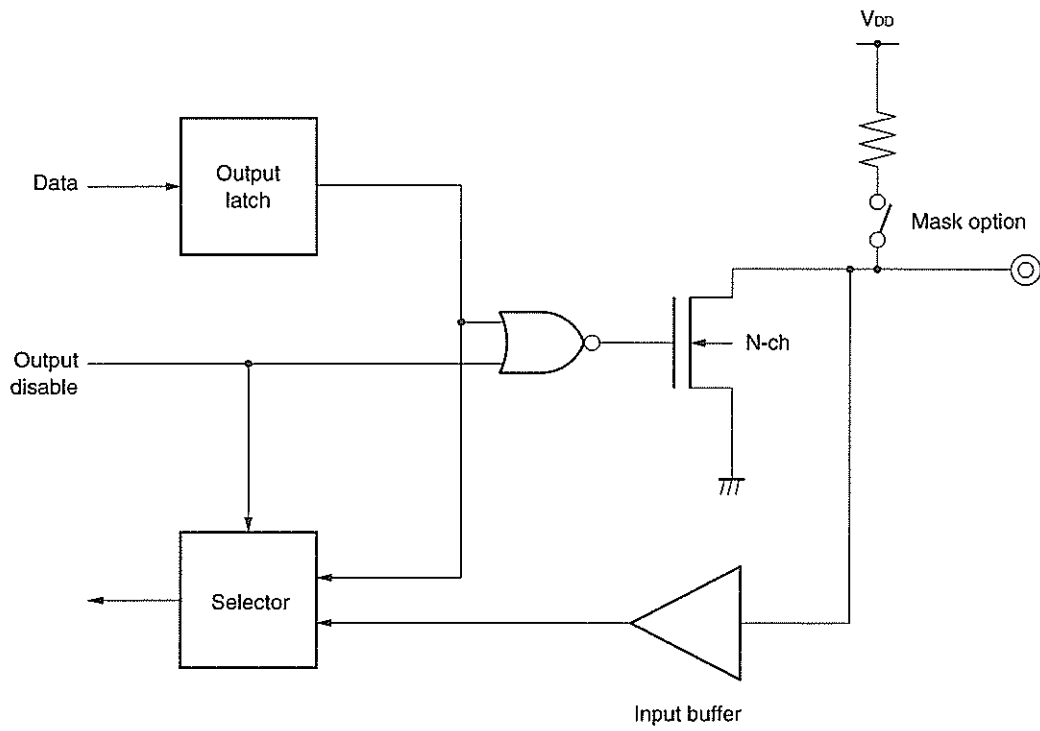 VDD
Data
Output
latch
Mask option
Output
disable
N-ch
Selector
Input buffer